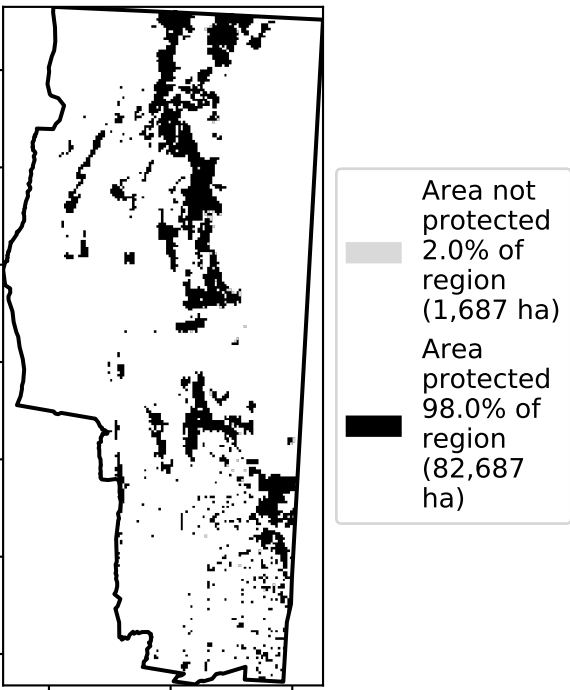 Area not
protected
2.0% of
region
(1,687 ha)
Area
protected
98.0% of
region
(82,687
ha)